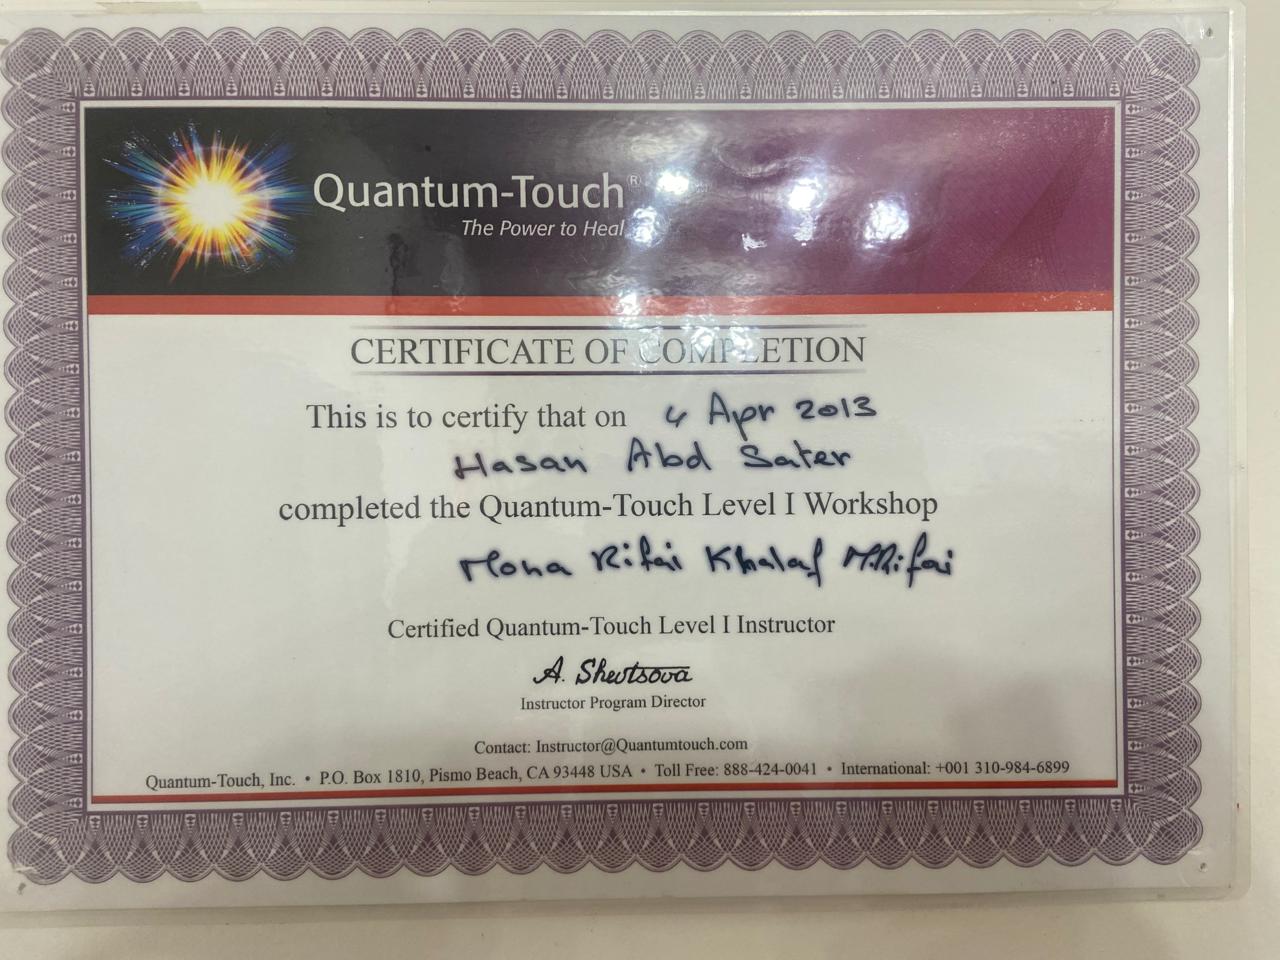 Quantum-Touch®
The Power to Heal
CERTIFICATE OF COMPLETION
This is to certify that on 4 Apr 2013
Hasan Abd Sater
completed the Quantum-Touch Level I Workshop
Mona Rifai Khalaf M.Rifai
Certified Quantum-Touch Level I Instructor
A. Shevtsova
Instructor Program Director
Contact: Instructor@Quantumtouch.com
Quantum-Touch, Inc. • P.O. Box 1810, Pismo Beach, CA 93448 USA • Toll Free: 888-424-0041 • International: +001 310-984-6899